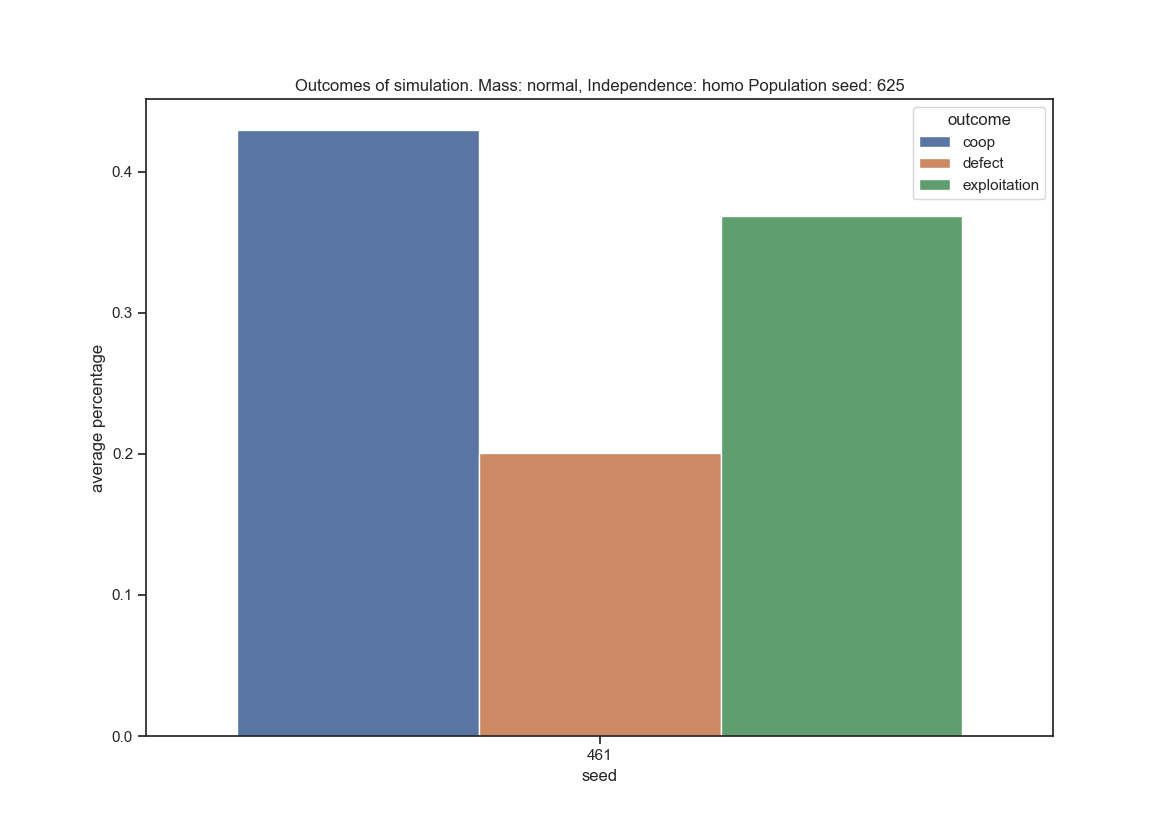 Outcomes of simulation. Mass: normal, Independence: homo Population seed: 625
outcome
coop
defect
exploitation
average percentage
0.4
0.3
0.2
0.1
0.0
461
seed